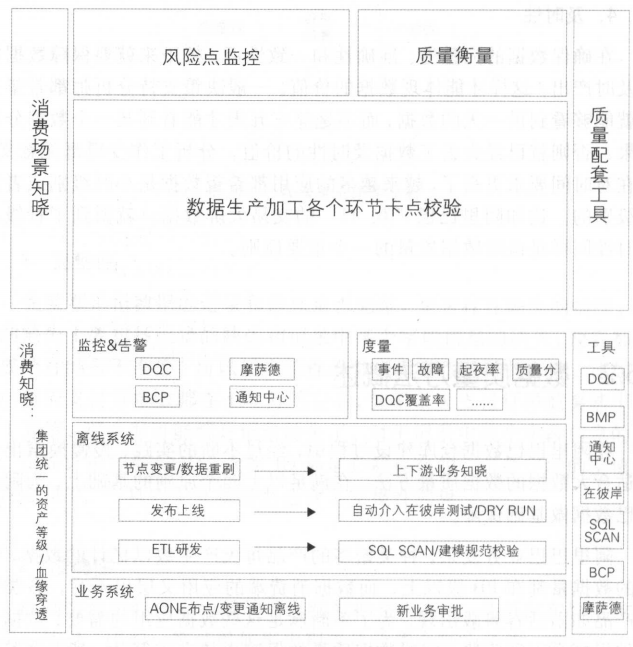 消费场景知晓
风险点监控
质量衡量
数据生产加工各个环节卡点校验
质量配套工具
消费知晓：
集团统一的资产等级/血缘穿透
监控&告警
DQC
摩萨德
BCP
通知中心
度量
事件
故障
起夜率
质量分
DQC覆盖率
......
离线系统
节点变更/数据重刷
上下游业务知晓
发布上线
自动介入在彼岸测试/DRY RUN
ETL研发
SQL SCAN/建模规范校验
业务系统
AONE布点/变更通知离线
新业务审批
工具
DQC
BMP
通知
中心
在彼岸
SQL
SCAN
BCP
摩萨德